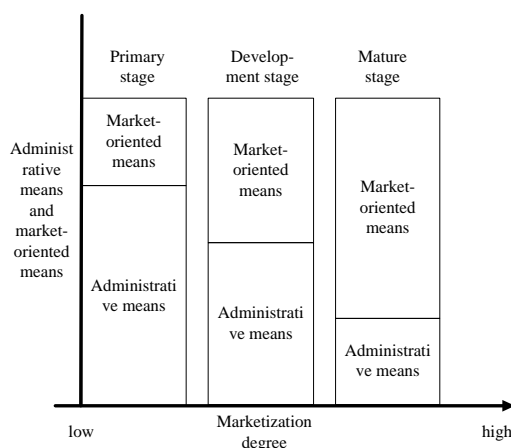 Primary
stage
Develop-
ment stage
Mature
stage
Administ
rative
means
and
market-
oriented
means
Market-
oriented
means
Administrati
ve means
Market-
oriented
means
Administrati
ve means
Market-
oriented
means
Administrati
ve means
low
Marketization
degree
high